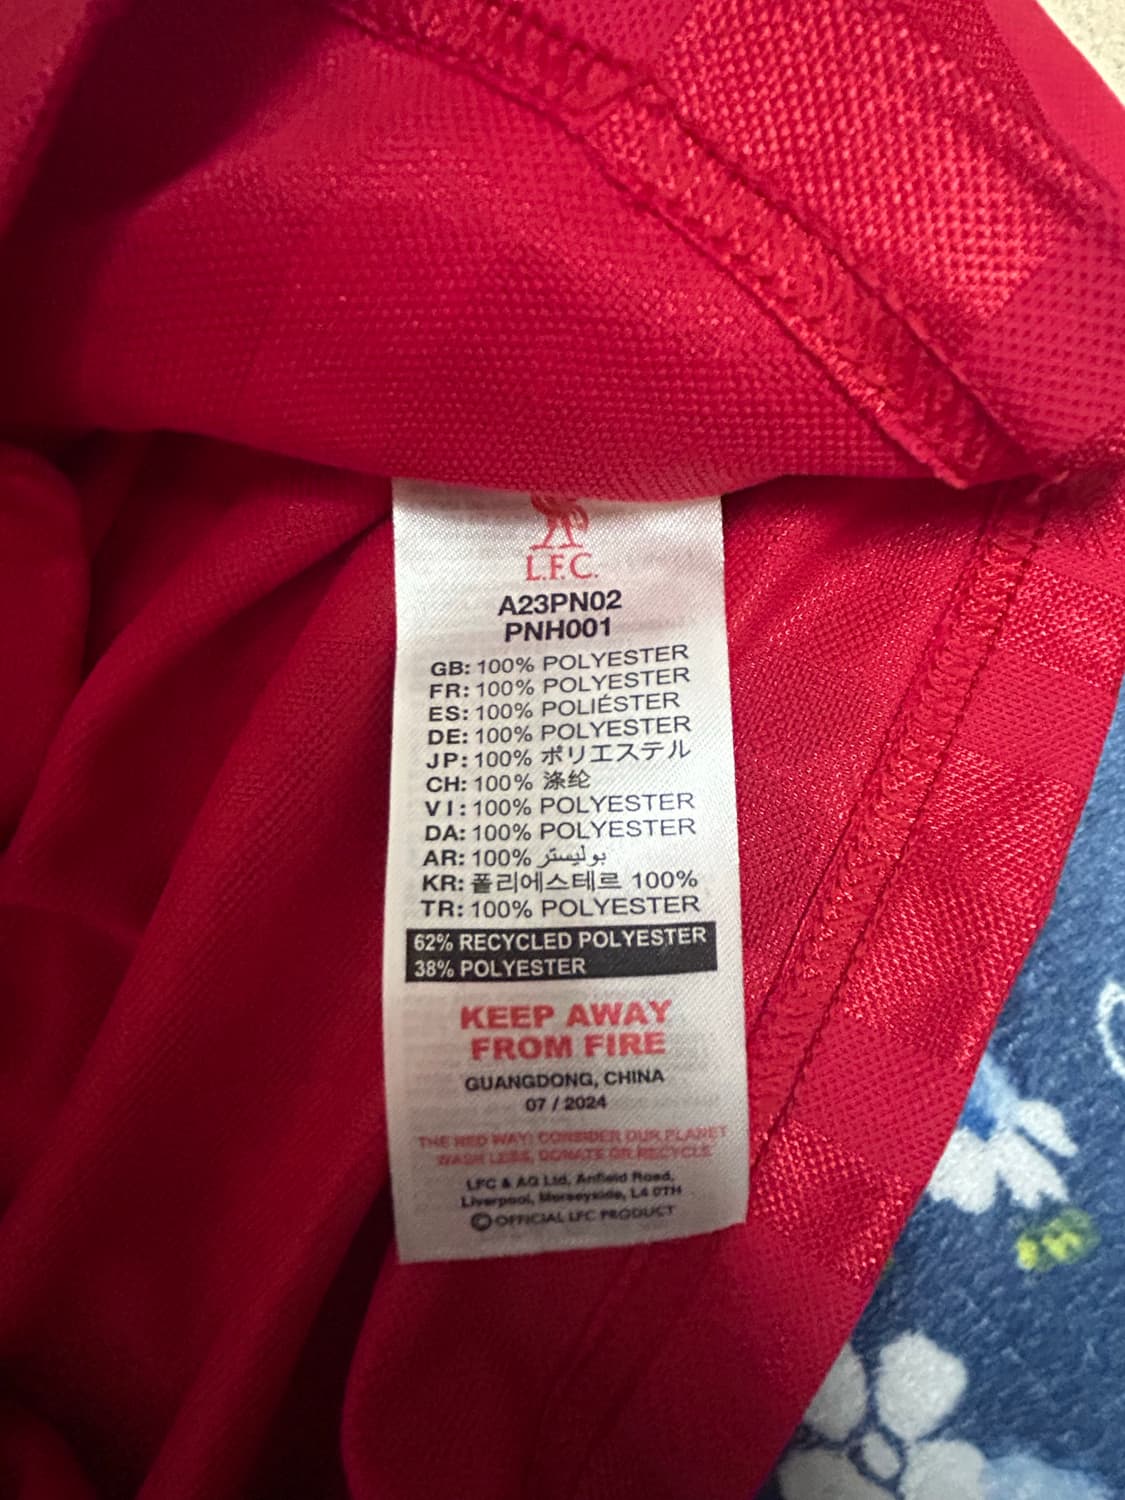 L.F.C.
A23PN02
PNH001
GB: 100% POLYESTER
FR: 100% POLYESTER
ES: 100% POLIÉSTER
DE: 100% POLYESTER
JP: 100% ポリエステル
CH: 100% 涤纶
VI: 100% POLYESTER
DA: 100% POLYESTER
AR: 100% بوليستر
KR: 폴리에스테르 100%
TR: 100% POLYESTER
62% RECYCLED POLYESTER
38% POLYESTER
KEEP AWAY
FROM FIRE
GUANGDONG, CHINA
07 / 2024
THE RED WAY: CONSIDER OUR PLANET
WASH LESS, DONATE OR RECYCLE
LFC & AG Ltd, Anfield Road,
Liverpool, Merseyside, L4 0TH
© OFFICIAL LFC PRODUCT